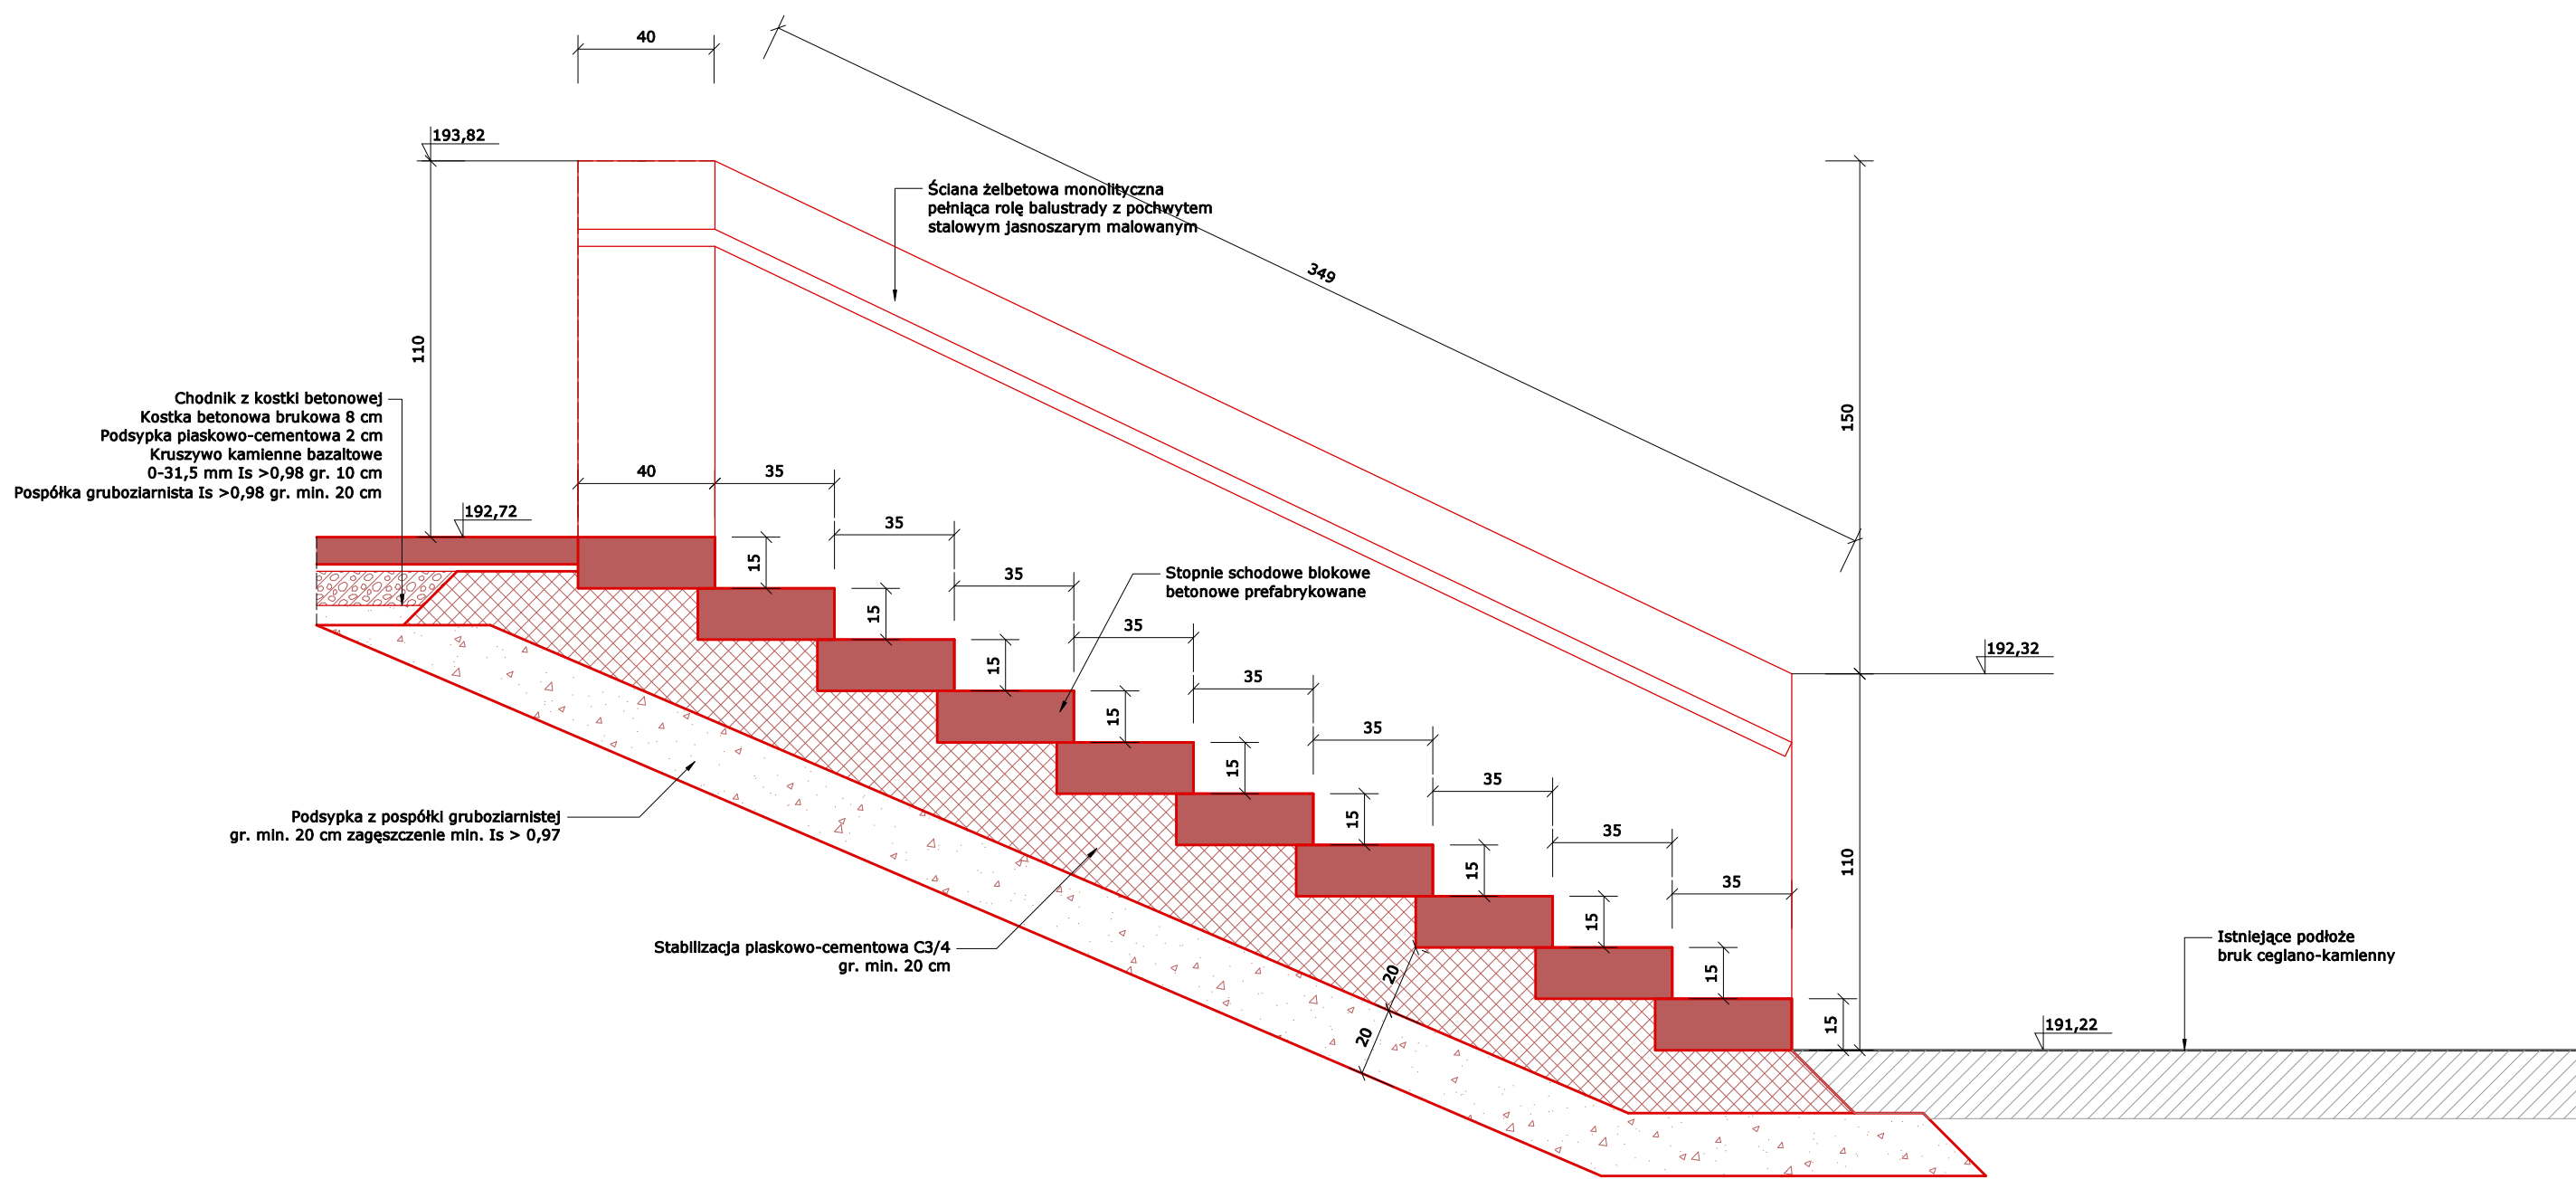 40
193,82
Ściana żelbetowa monolityczna
pełniąca rolę balustrady z pochwytem
stalowym jasnoszarym malowanym
349
110
150
Chodnik z kostki betonowej
Kostka betonowa brukowa 8 cm
Podsypka piaskowo-cementowa 2 cm
Kruszywo kamienne bazaltowe
0-31,5 mm Is >0,98 gr. 10 cm
Pospółka gruboziarnista Is >0,98 gr. min. 20 cm
40
35
192,72
35
15
35
Stopnie schodowe blokowe
betonowe prefabrykowane
15
35
15
35
192,32
15
35
15
35
15
35
Podsypka z pospółki gruboziarnistej
gr. min. 20 cm zagęszczenie min. Is > 0,97
15
35
110
15
Stabilizacja piaskowo-cementowa C3/4
gr. min. 20 cm
15
Istniejące podłoże
bruk ceglano-kamienny
20
15
20
15
191,22